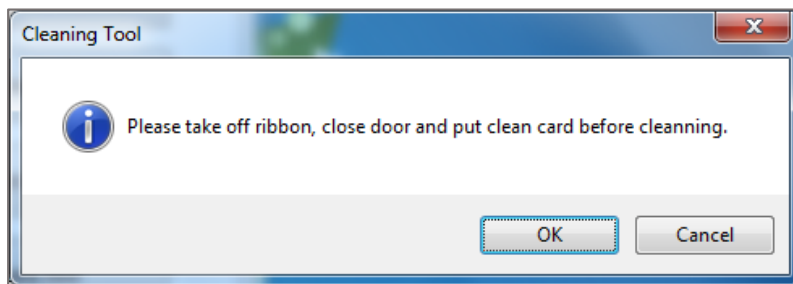 Cleaning Tool
Please take off ribbon, close door and put clean card before cleanning.
OK
Cancel